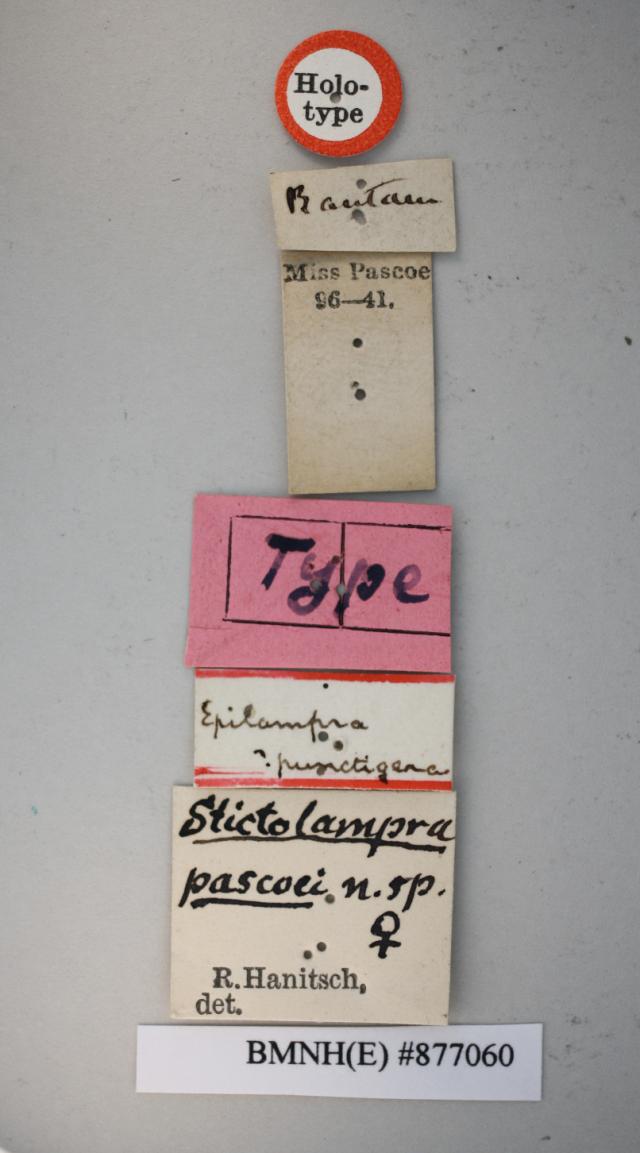 Holo-
type
Bantam
Miss Pascoe
96—41.
Type
Epilampra
? punctigera
Stictolampra
pascoei n. sp.
♀
R. Hanitsch,
det.
BMNH(E) #877060